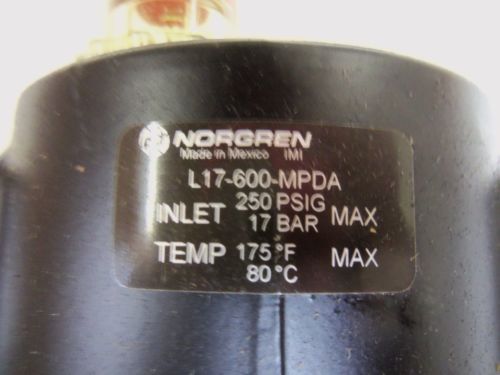 NORGREN
Made in Mexico IMI
L17-600-MPDA
INLET 250 PSIG MAX
17 BAR
TEMP 175 °F MAX
80 °C